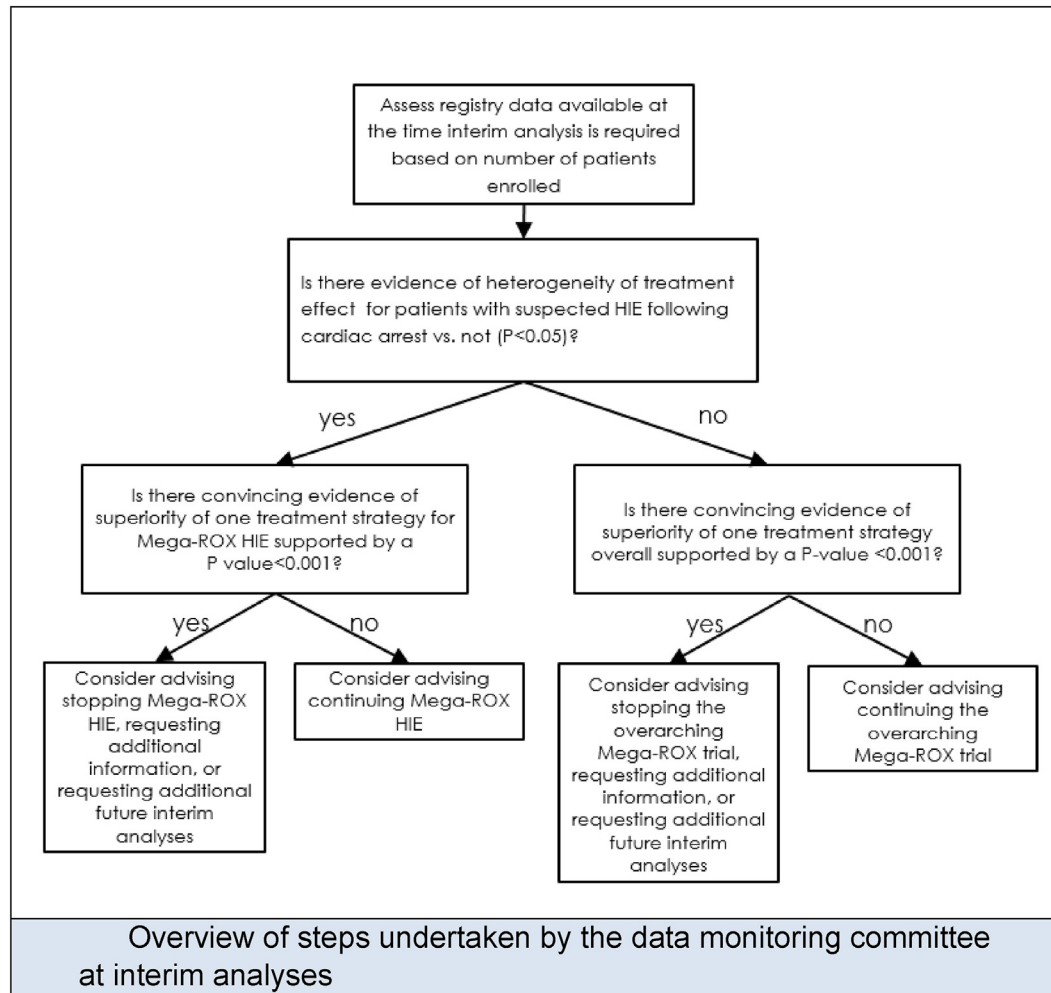 Assess registry data available at
the time interim analysis is required
based on number of patients
enrolled
Is there evidence of heterogeneity of treatment
effect for patients with suspected HIE following
cardiac arrest vs. not (P<0.05)?
yes
no
Is there convincing evidence of
superiority of one treatment strategy for
Mega-ROX HIE supported by a
P value<0.001?
Is there convincing evidence of
superiority of one treatment strategy
overall supported by a P-value <0.001?
yes
no
yes
no
Consider advising
stopping Mega-ROX
HIE, requesting
additional
information, or
requesting additional
future interim
analyses
Consider advising
continuing Mega-ROX
HIE
Consider advising
stopping the
overarching
Mega-ROX trial,
requesting additional
information, or
requesting additional
future interim
analyses
Consider advising
continuing the
overarching
Mega-ROX trial
Overview of steps undertaken by the data monitoring committee
at interim analyses